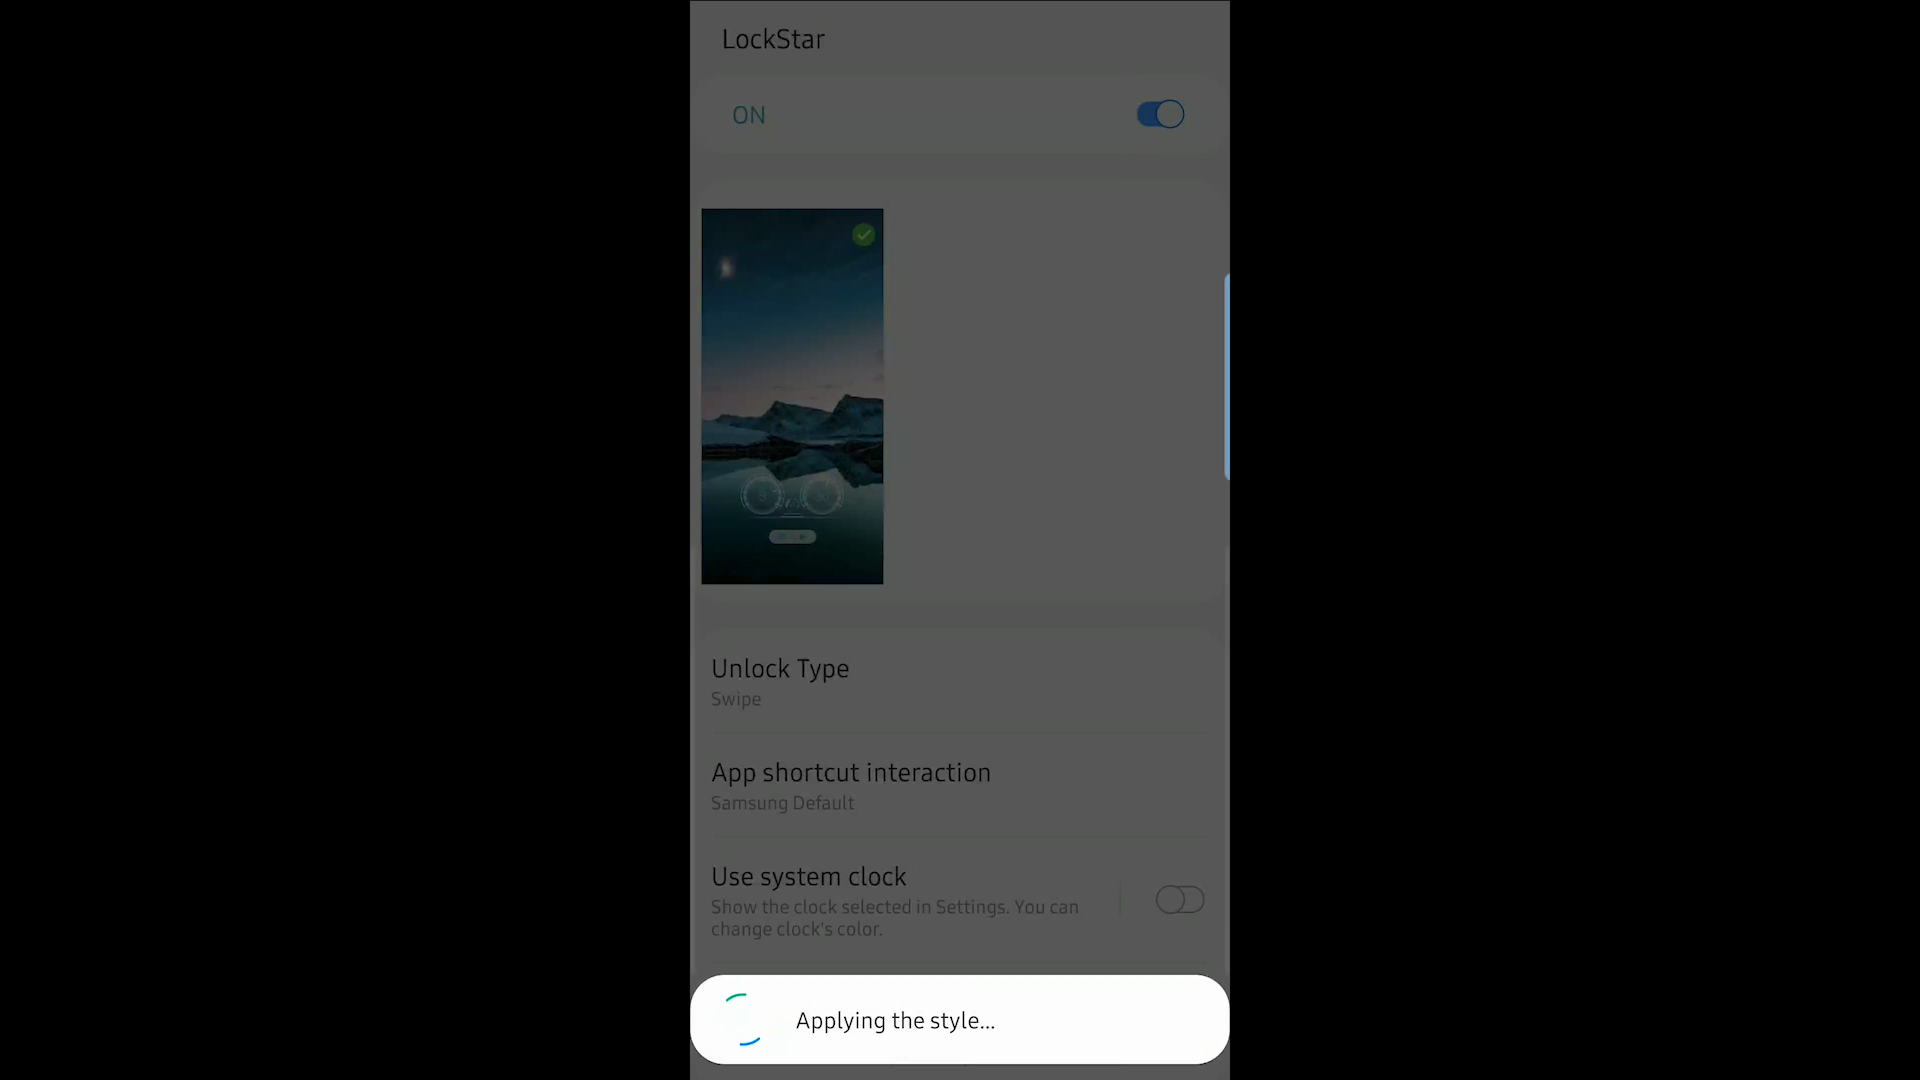 LockStar
ON
Unlock Type
Swipe
App shortcut interaction
Samsung Default
Use system clock
Show the clock selected in Settings. You can
change clock's color.
Applying the style...